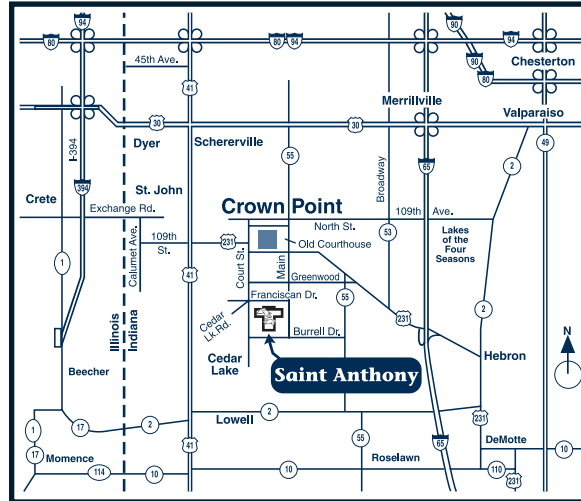 94
80
80
94
90
94
Chesterton
90
80
45th Ave.
41
Merrillville
Valparaiso
30
30
Dyer
Schererville
I-394
55
65
49
2
Broadway
394
Crete
St. John
Crown Point
Exchange Rd.
North St.
109th Ave.
109th
St.
231
Old Courthouse
53
Lakes of the
Four
Seasons
Calumet Ave.
Court St.
Main
Greenwood
1
Franciscan Dr.
55
2
Cedar
Lk.Rd.
231
Illinois
Indiana
Burrell Dr.
N
Beecher
Cedar
Lake
Saint Anthony
Hebron
1
17
2
41
Lowell
2
231
55
65
DeMotte
17
Momence
114
10
10
Roselawn
110
10
231